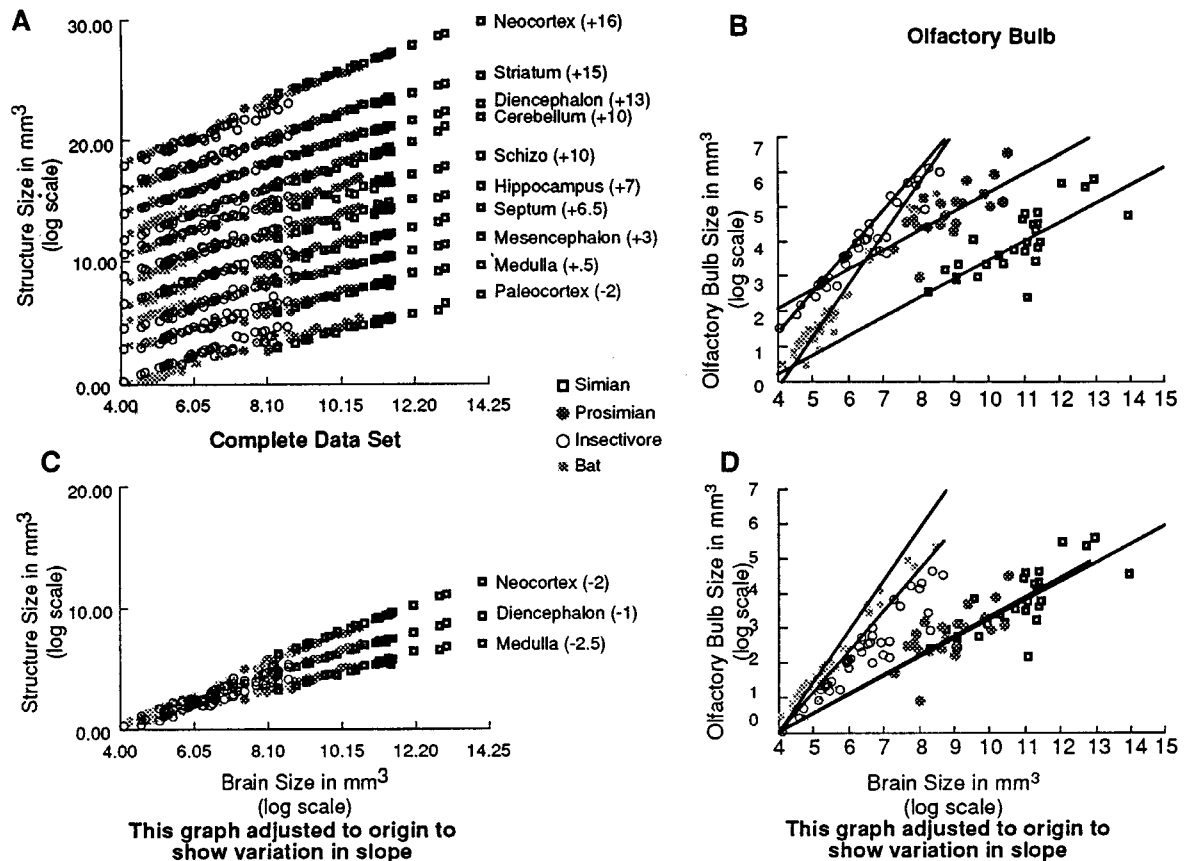 A
30.00
20.00
10.00
0.00
Structure Size in mm3
(log scale)
4.00 6.05 8.10 10.15 12.20 14.25
Complete Data Set
Neocortex (+16)
Striatum (+15)
Diencephalon (+13)
Cerebellum (+10)
Schizo (+10)
Hippocampus (+7)
Septum (+6.5)
Mesencephalon (+3)
Medulla (+.5)
Paleocortex (-2)
Simian
Prosimian
Insectivore
Bat
B
Olfactory Bulb
7
6
5
4
3
2
1
0
Olfactory Bulb Size in mm3
(log scale)
4 5 6 7 8 9 10 11 12 13 14 15
C
20.00
10.00
0.00
Structure Size in mm3
(log scale)
4.00 6.05 8.10 10.15 12.20 14.25
Neocortex (-2)
Diencephalon (-1)
Medulla (-2.5)
Brain Size in mm3
(log scale)
This graph adjusted to origin to
show variation in slope
D
7
6
5
4
3
2
1
0
Olfactory Bulb Size in mm3
(log scale)
4 5 6 7 8 9 10 11 12 13 14 15
Brain Size in mm3
(log scale)
This graph adjusted to origin to
show variation in slope